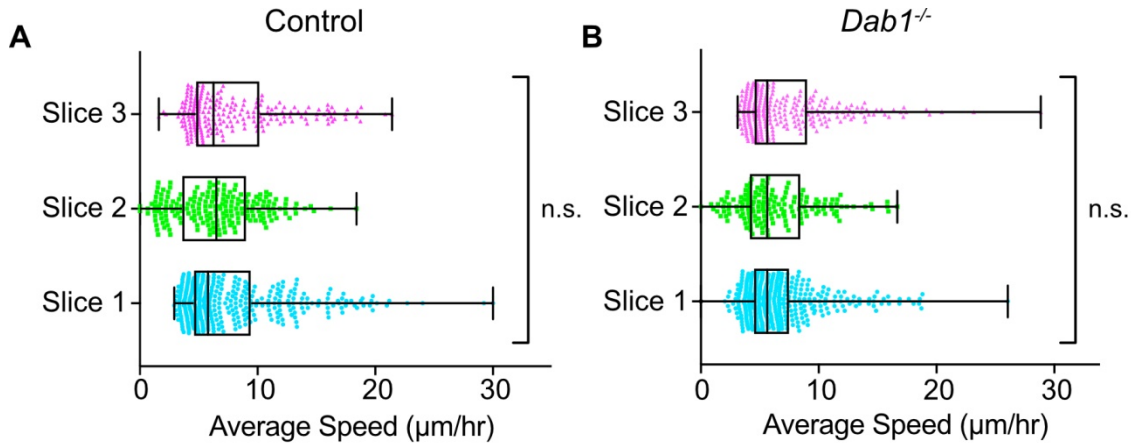 A
Control
Slice 3
Slice 2
Slice 1
n.s.
0 10 20 30
Average Speed (µm/hr)
B
Dab1-/-
Slice 3
Slice 2
Slice 1
n.s.
0 10 20 30
Average Speed (µm/hr)